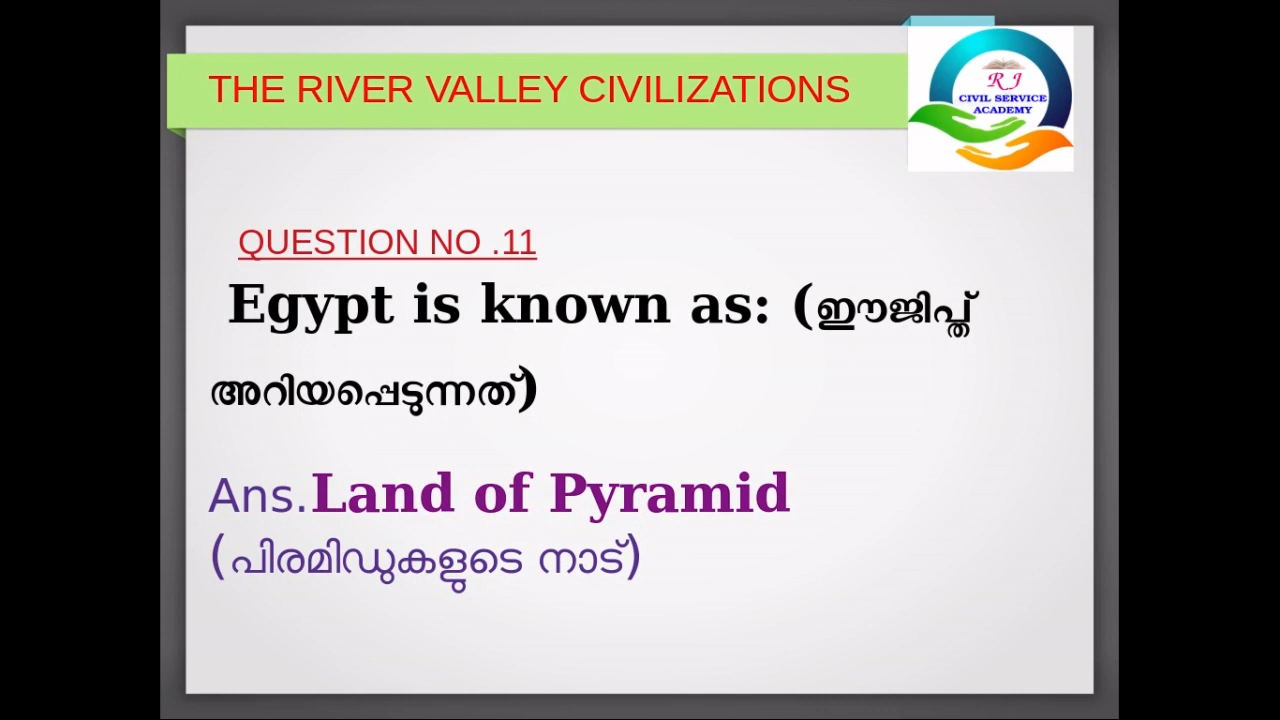 THE RIVER VALLEY CIVILIZATIONS
R J
CIVIL SERVICE
ACADEMY
QUESTION NO .11
Egypt is known as: (ഈജിപ്ത്
അറിയപ്പെടുന്നത്)
Ans.Land of Pyramid
(പിരമിഡുകളുടെ നാട്)